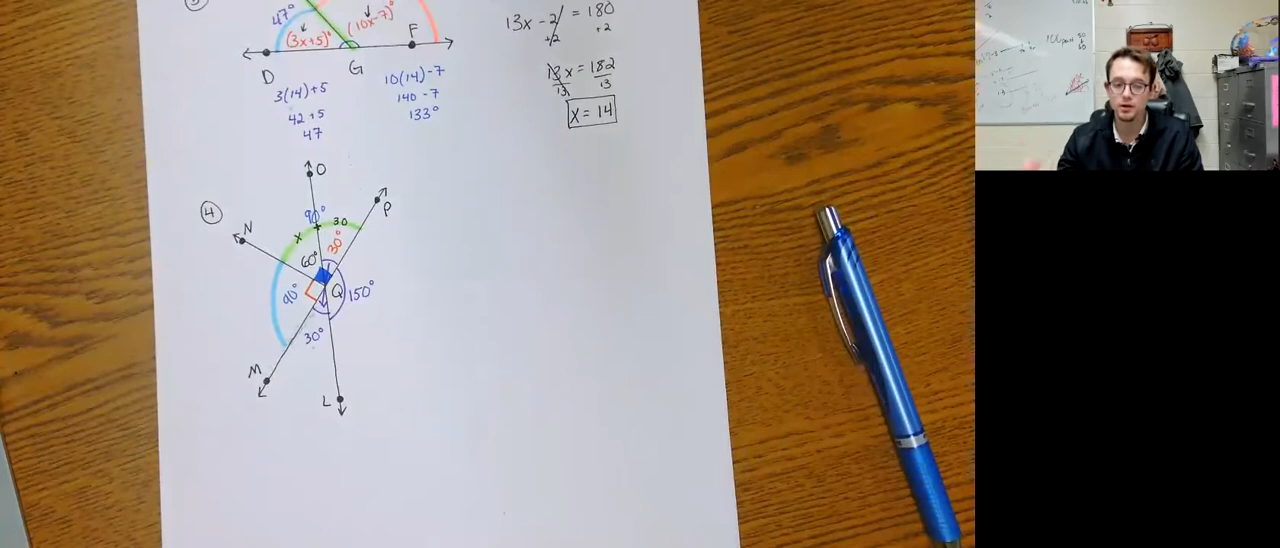 3
47°
(3x+5)°
(10x-7)°
D
G
F
3(14)+5
42+5
47
10(14)-7
140-7
133°
13x-2 = 180
+2 +2
13x = 182
13 13
x = 14
4
O
P
N
90°
30
x
60°
30°
90°
Q
150°
30°
M
L